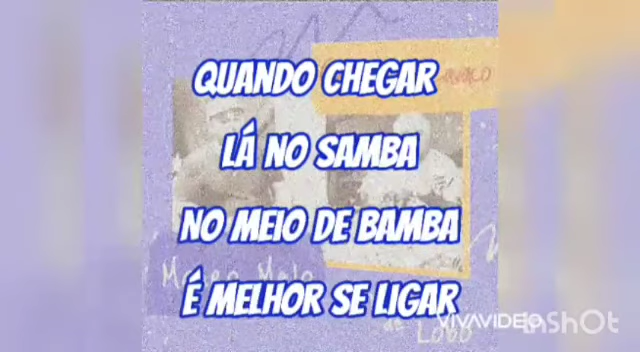 QUANDO CHEGAR
LÁ NO SAMBA
NO MEIO DE BAMBA
É MELHOR SE LIGAR
VIVAVIDEO
InShOt